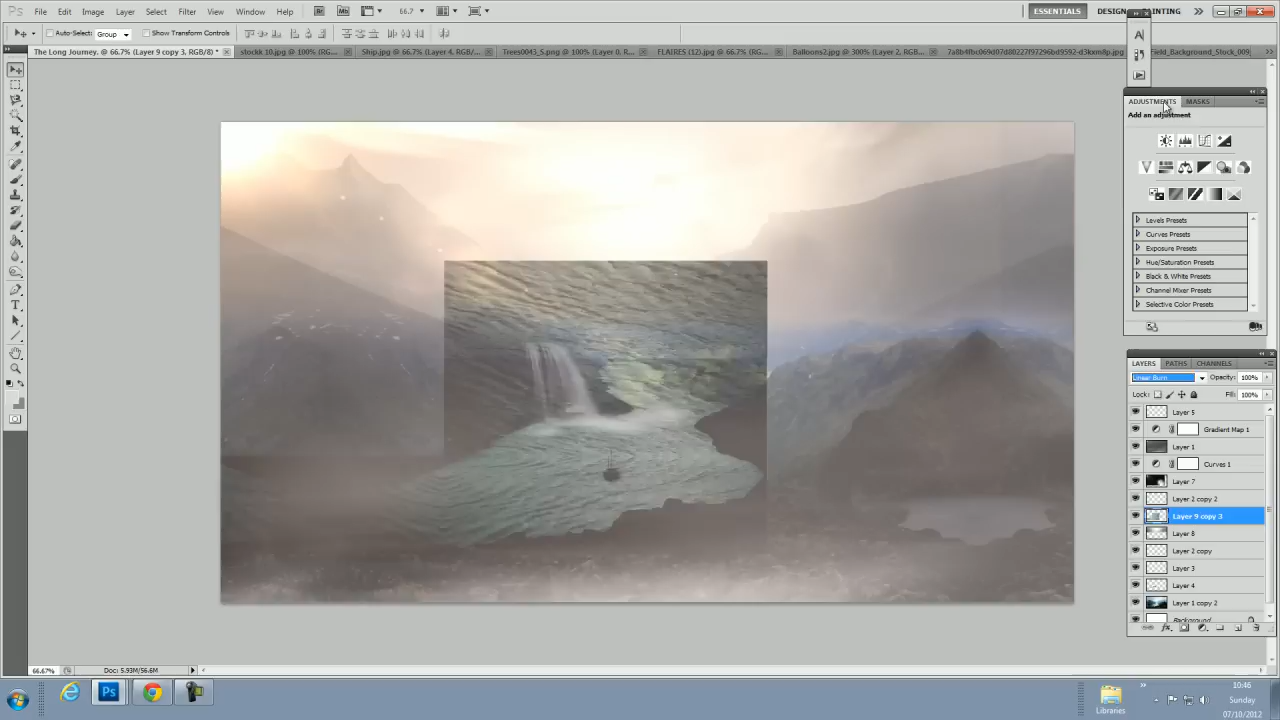 Ps File Edit Image Layer Select Filter View Window Help Br Mb 66.7 ESSENTIALS DESIGN PAINTING
Auto-Select: Group Show Transform Controls
The Long Journey. @ 66.7% (Layer 9 copy 3, RGB/8) * stockk 10.jpg @ 100% (RG... Ship.jpg @ 66.7% (Layer 4, RGB/... Trees0043_S.png @ 100% (Layer 0, R... FLAIRES (12).jpg @ 66.7% (RG... Balloons2.jpg @ 300% (Layer 2, RGB... Field_Background_Stock_009
ADJUSTMENTS MASKS
Add an adjustment
Levels Presets
Curves Presets
Exposure Presets
Hue/Saturation Presets
Black & White Presets
Channel Mixer Presets
Selective Color Presets
LAYERS PATHS CHANNELS
Linear Burn Opacity: 100%
Lock: Fill: 100%
Layer 5
Gradient Map 1
Layer 1
Curves 1
Layer 7
Layer 2 copy 2
Layer 9 copy 3
Layer 8
Layer 2 copy
Layer 3
Layer 4
Layer 1 copy 2
Background
66.67% Doc: 5.93M/56.6M
Ps
Libraries
10:46
Sunday
07/10/2012